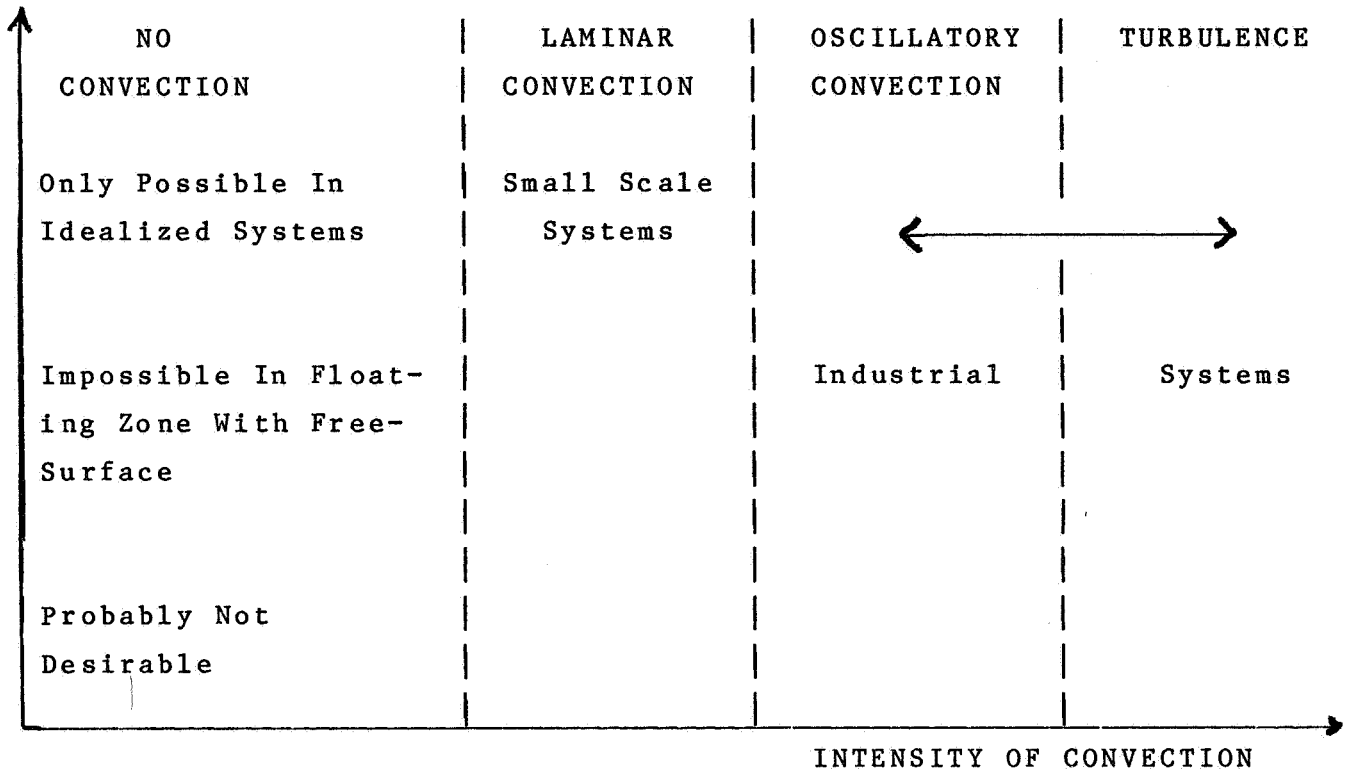 NO
CONVECTION
LAMINAR
CONVECTION
OSCILLATORY
CONVECTION
TURBULENCE
Only Possible In
Idealized Systems
Small Scale
Systems
Impossible In Float-
ing Zone With Free-
Surface
Industrial
Systems
Probably Not
Desirable
INTENSITY OF CONVECTION